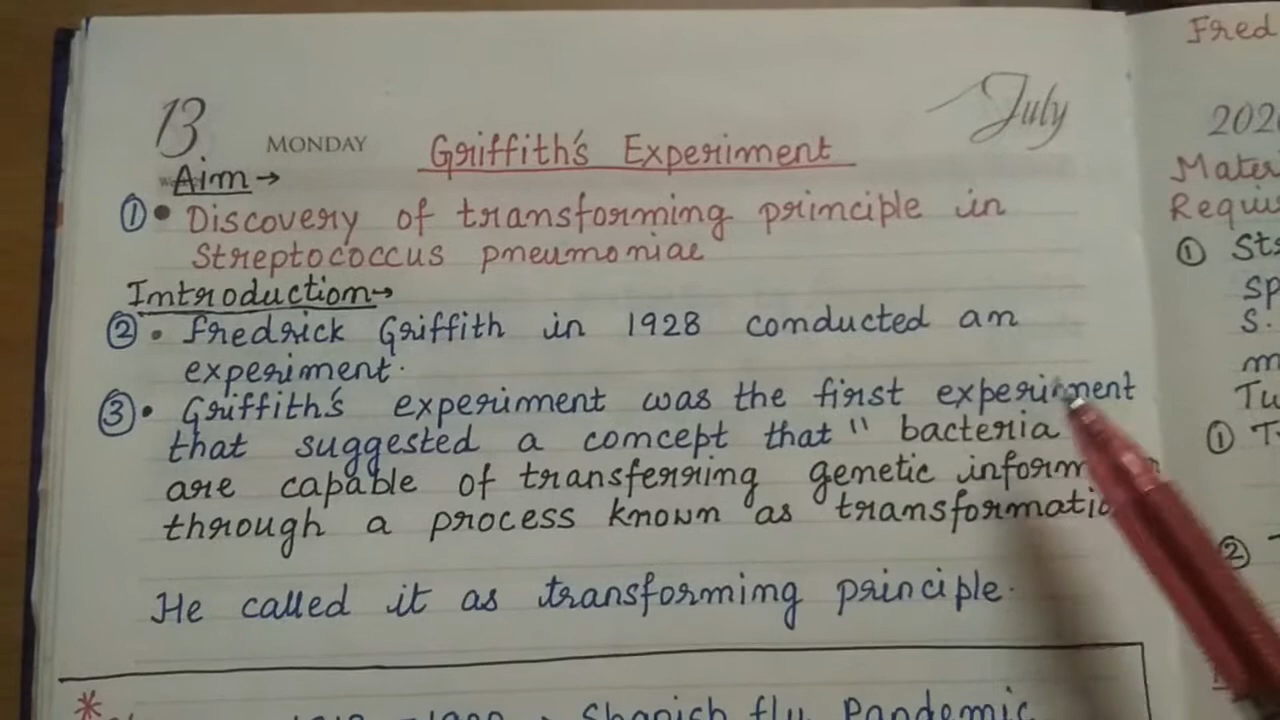 13 MONDAY Griffith's Experiment July
Aim →
① • Discovery of transforming principle in
Streptococcus pneumoniae
Introduction→
② • Fredrick Griffith in 1928 conducted an
experiment.
③ • Griffith's experiment was the first experiment
that suggested a concept that " bacteria
are capable of transferring genetic inform
through a process known as transformatio
He called it as transforming principle.
*
Spanish flu Pandemic
Fred
202
Mater
Requi
① St
Sp
S.
m
Tu
① T
②